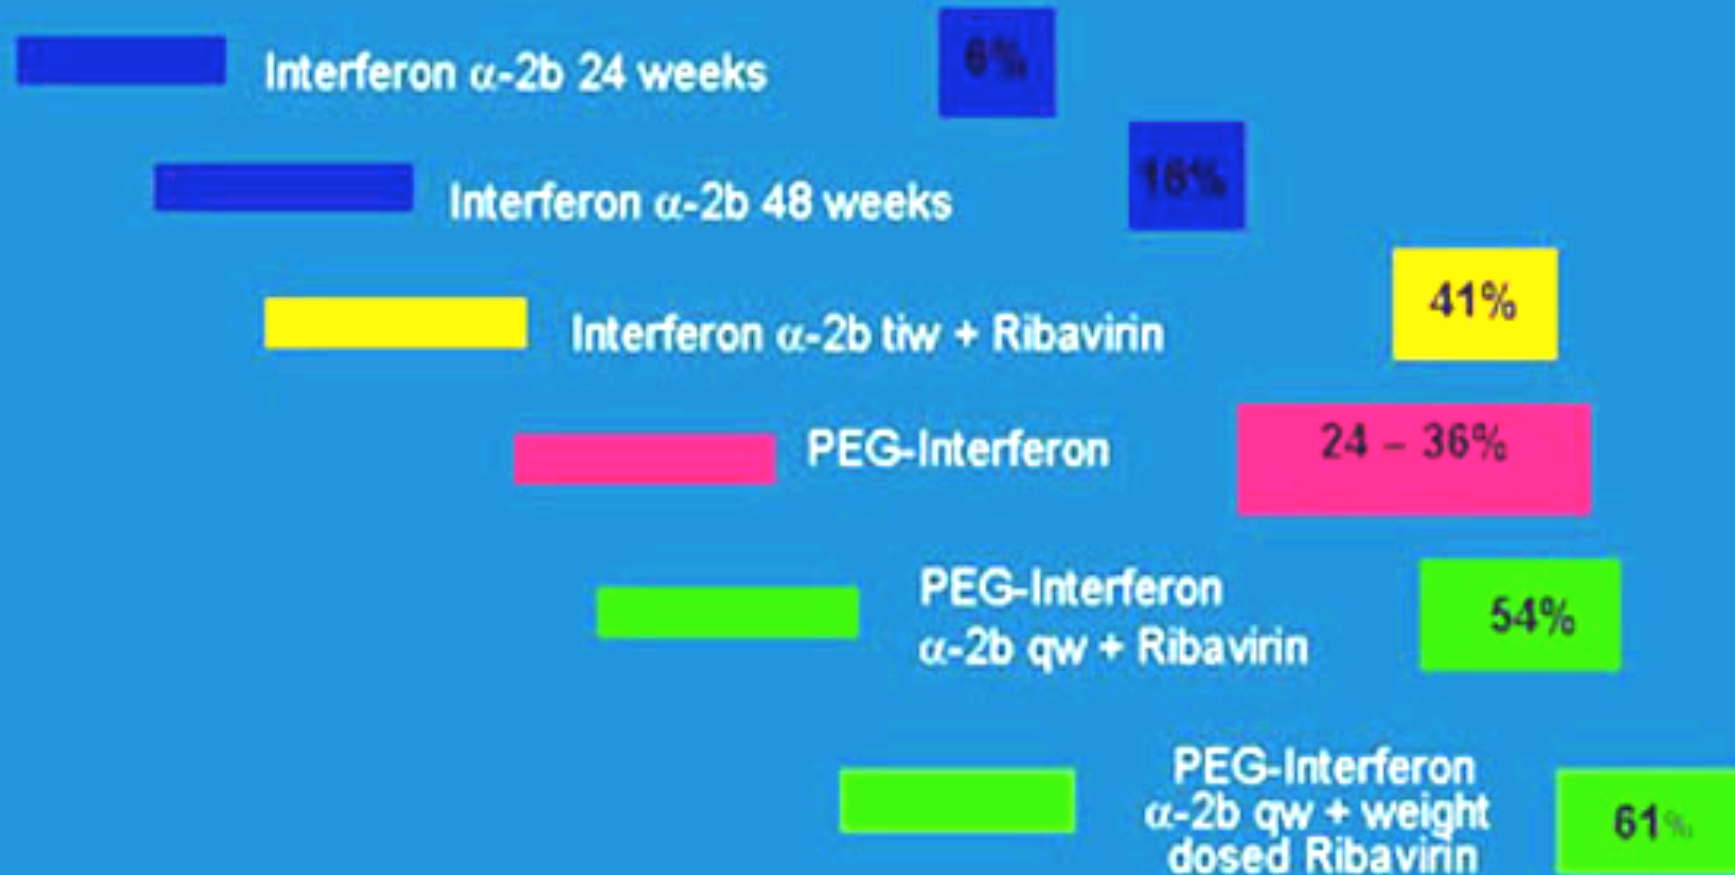 Interferon α-2b 24 weeks
6%
Interferon α-2b 48 weeks
16%
Interferon α-2b tiw + Ribavirin
41%
PEG-Interferon
24 – 36%
PEG-Interferon
α-2b qw + Ribavirin
54%
PEG-Interferon
α-2b qw + weight
dosed Ribavirin
61%